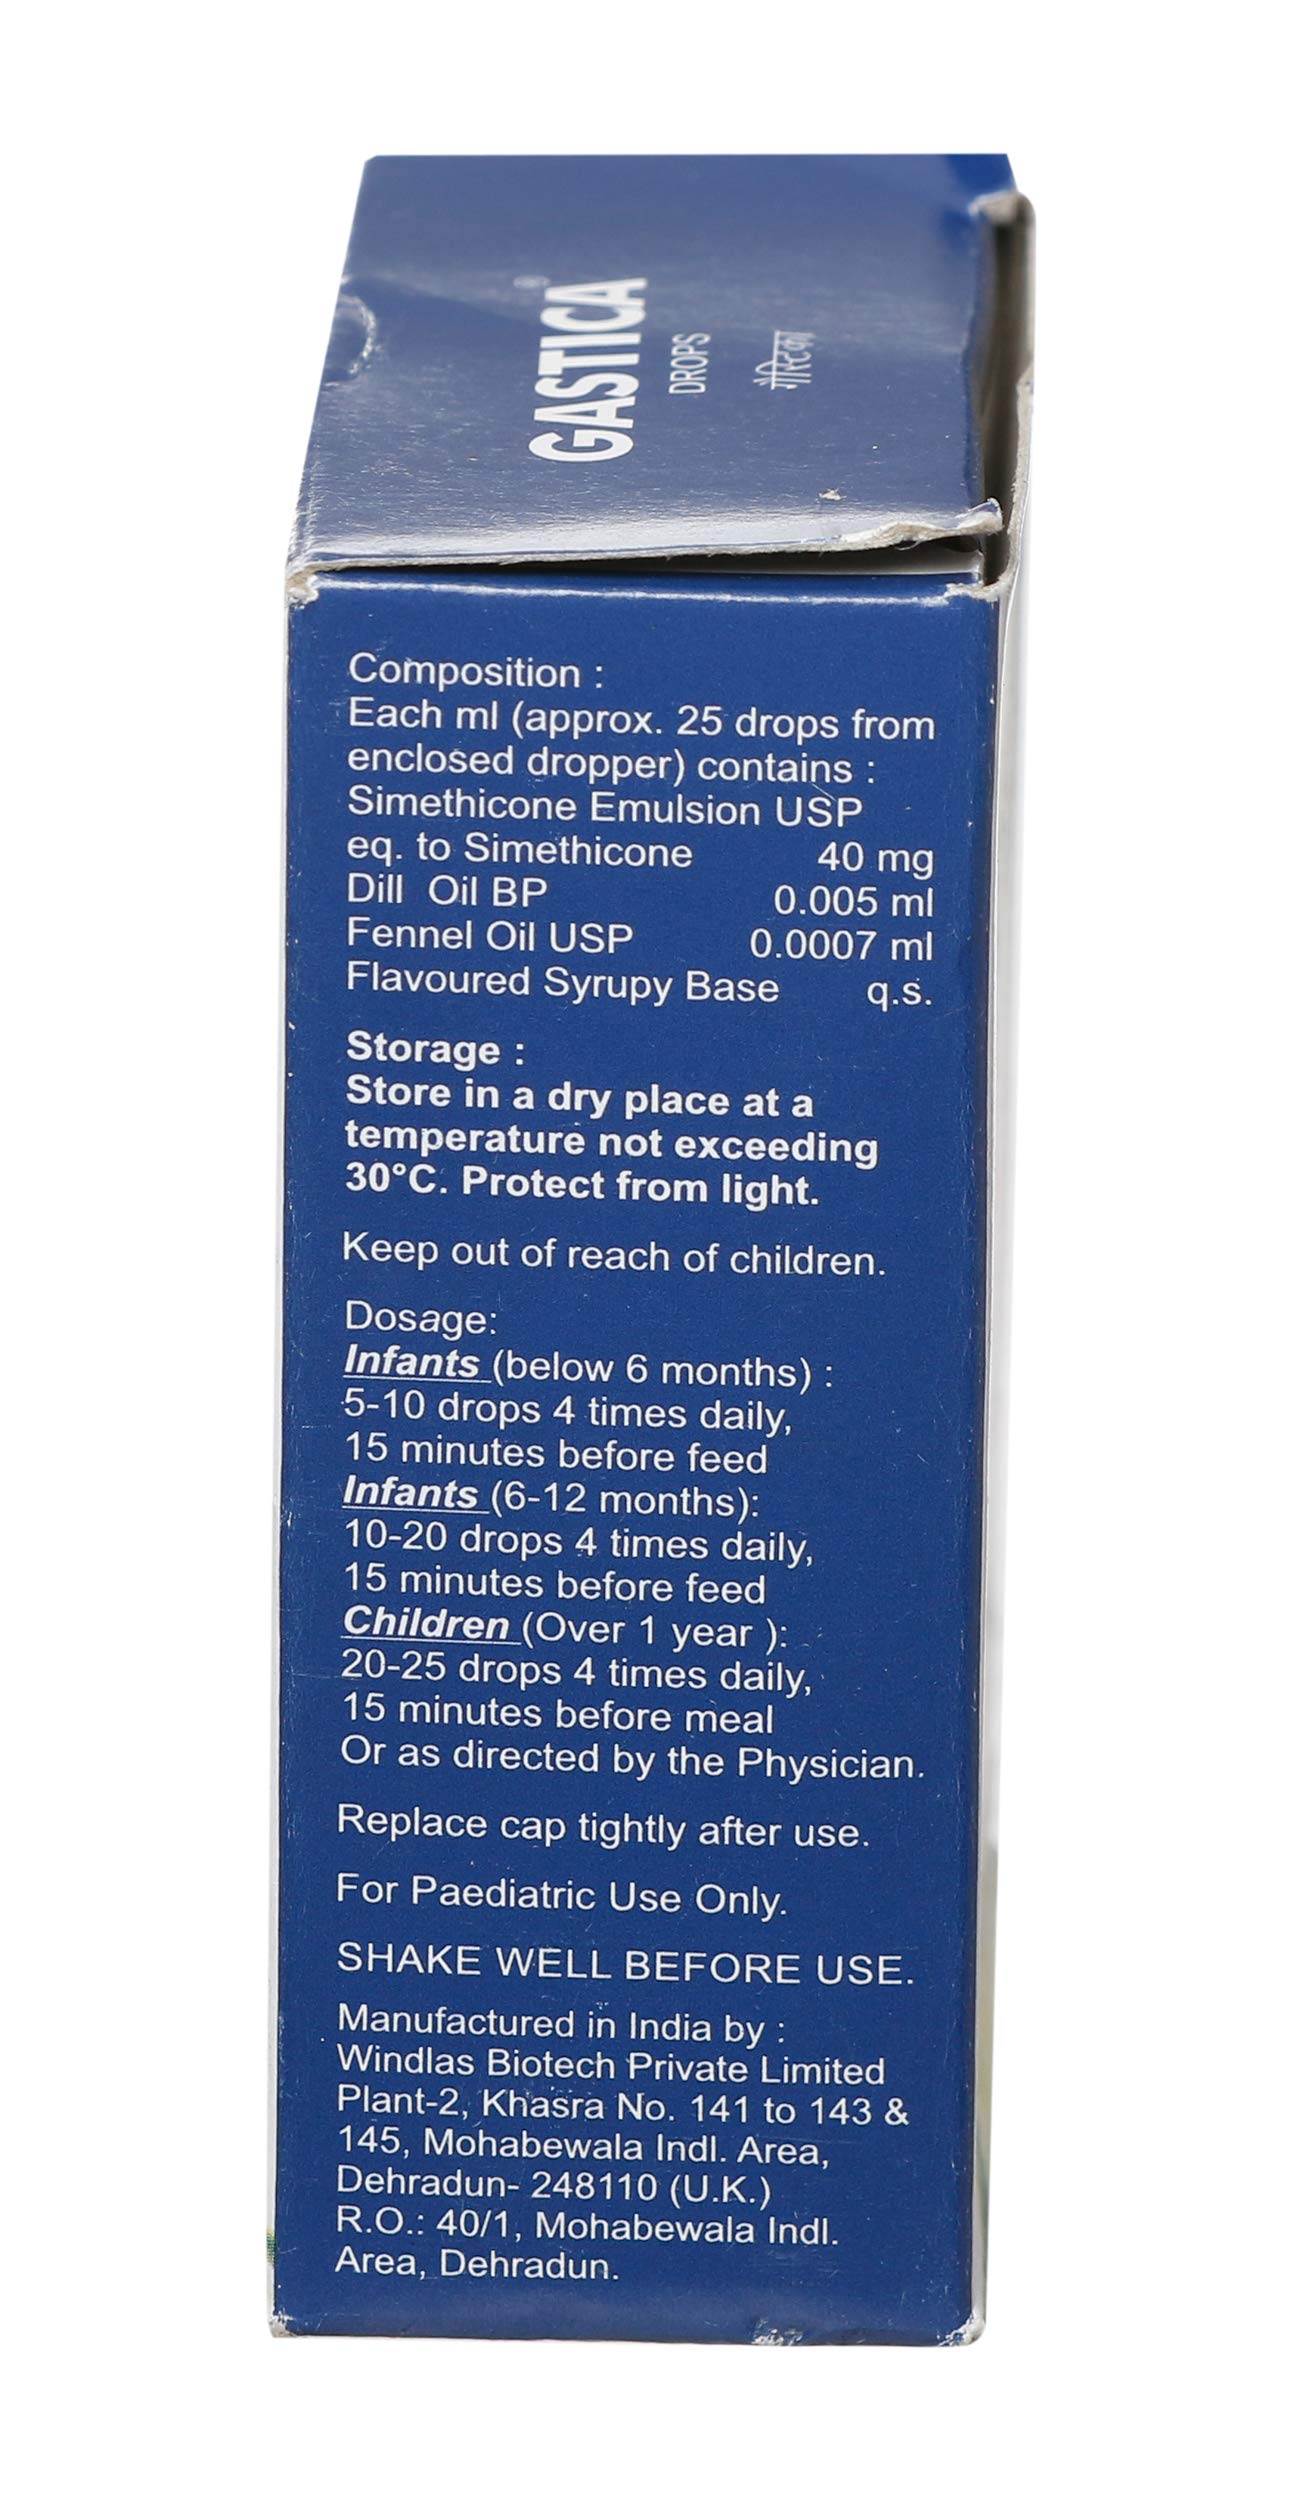 GASTICA®
DROPS
गैस्टिका
Composition :
Each ml (approx. 25 drops from
enclosed dropper) contains :
Simethicone Emulsion USP
eq. to Simethicone 40 mg
Dill Oil BP 0.005 ml
Fennel Oil USP 0.0007 ml
Flavoured Syrupy Base q.s.
Storage :
Store in a dry place at a
temperature not exceeding
30°C. Protect from light.
Keep out of reach of children.
Dosage:
Infants (below 6 months) :
5-10 drops 4 times daily,
15 minutes before feed
Infants (6-12 months):
10-20 drops 4 times daily,
15 minutes before feed
Children (Over 1 year ):
20-25 drops 4 times daily,
15 minutes before meal
Or as directed by the Physician.
Replace cap tightly after use.
For Paediatric Use Only.
SHAKE WELL BEFORE USE.
Manufactured in India by :
Windlas Biotech Private Limited
Plant-2, Khasra No. 141 to 143 &
145, Mohabewala Indl. Area,
Dehradun- 248110 (U.K.)
R.O.: 40/1, Mohabewala Indl.
Area, Dehradun.